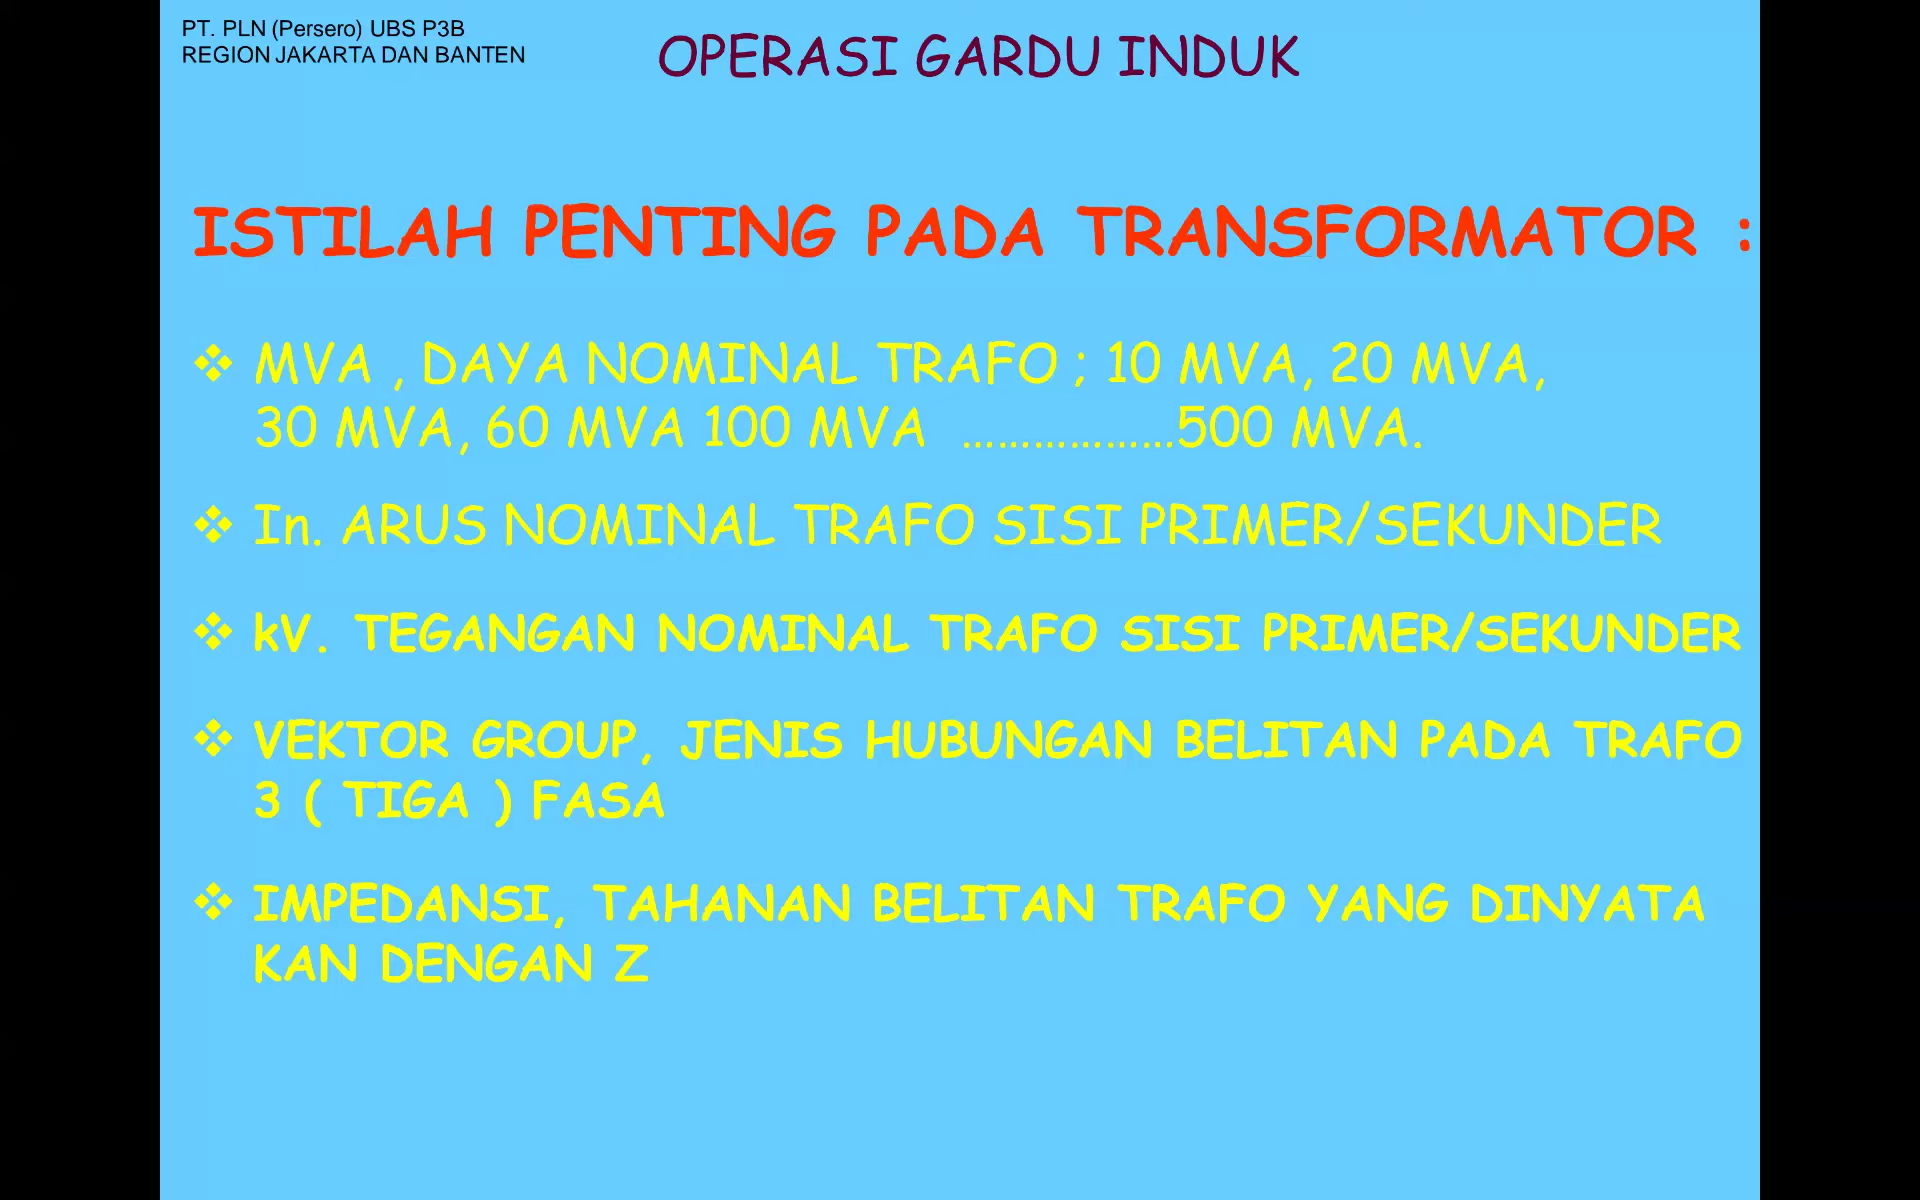 PT. PLN (Persero) UBS P3B
REGION JAKARTA DAN BANTEN
OPERASI GARDU INDUK
ISTILAH PENTING PADA TRANSFORMATOR :
❖ MVA , DAYA NOMINAL TRAFO ; 10 MVA, 20 MVA,
30 MVA, 60 MVA 100 MVA ..................500 MVA.
❖ In. ARUS NOMINAL TRAFO SISI PRIMER/SEKUNDER
❖ kV. TEGANGAN NOMINAL TRAFO SISI PRIMER/SEKUNDER
❖ VEKTOR GROUP, JENIS HUBUNGAN BELITAN PADA TRAFO
3 ( TIGA ) FASA
❖ IMPEDANSI, TAHANAN BELITAN TRAFO YANG DINYATA
KAN DENGAN Z